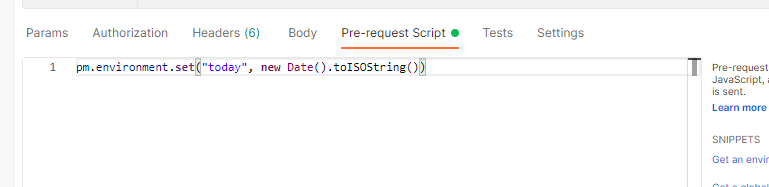 Params Authorization Headers (6) Body Pre-request Script Tests Settings
1 pm.environment.set("today", new Date().toISOString())
Pre-request
JavaScript, a
is sent.
Learn more
SNIPPETS
Get an envir